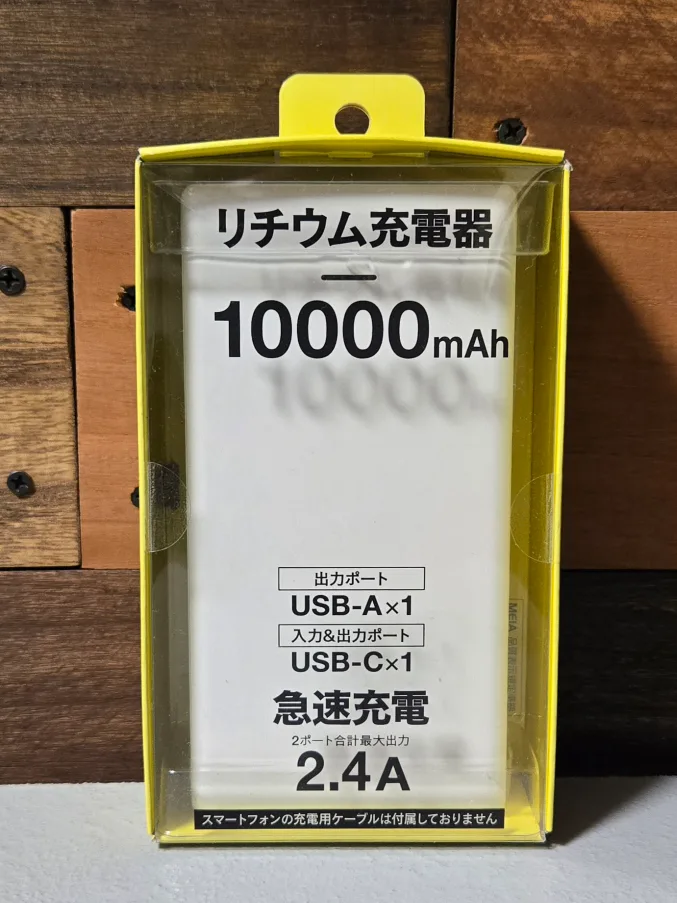 リチウム充電器
10000mAh
出力ポート
USB-A×1
入力&出力ポート
USB-C×1
急速充電
2ポート合計最大出力
2.4A
スマートフォンの充電用ケーブルは付属しておりません